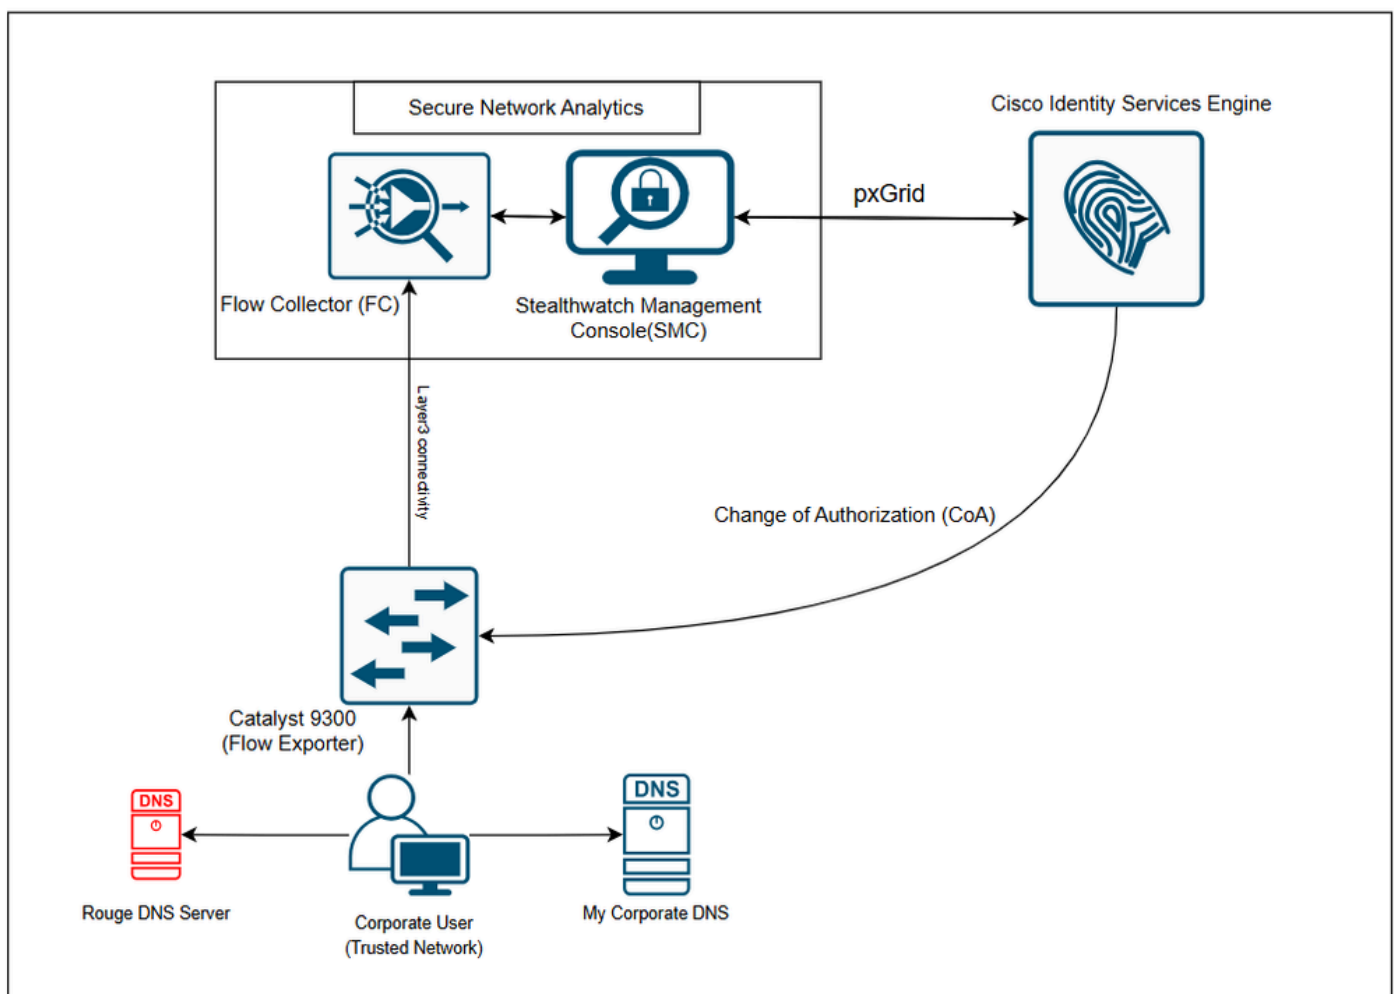 Secure Network Analytics
Cisco Identity Services Engine
pxGrid
Flow Collector (FC)
Stealthwatch Management
Console(SMC)
Layer3 connectivity
Change of Authorization (CoA)
Catalyst 9300
(Flow Exporter)
DNS
DNS
Rouge DNS Server
Corporate User
(Trusted Network)
My Corporate DNS